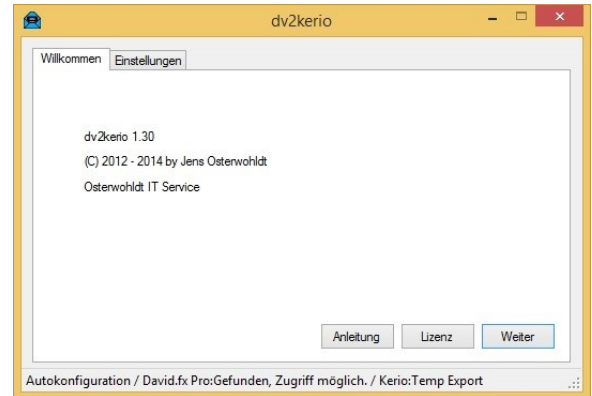 dv2kerio
Willkommen Einstellungen
dv2kerio 1.30
(C) 2012 - 2014 by Jens Osterwohldt
Osterwohldt IT Service
Anleitung Lizenz Weiter
Autokonfiguration / David.fx Pro:Gefunden, Zugriff möglich. / Kerio:Temp Export